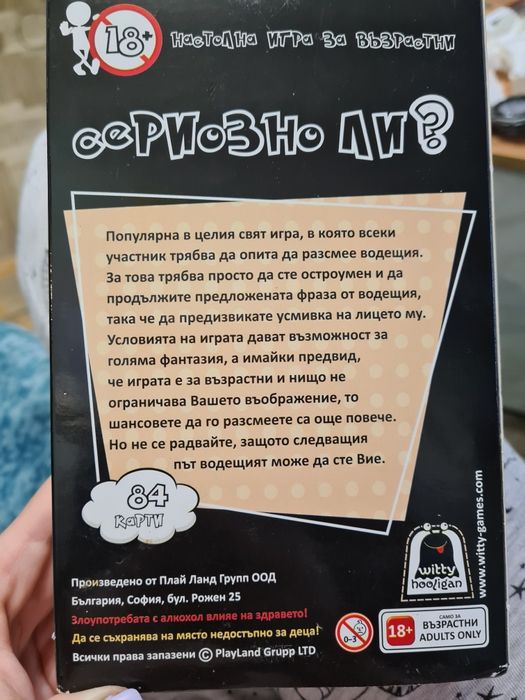 18+ НАСТОЛНА ИГРА ЗА ВЪЗРАСТНИ
СЕРИОЗНО ЛИ?
Популярна в целия свят игра, в която всеки
участник трябва да опита да разсмее водещия.
За това трябва просто да сте остроумен и да
продължите предложената фраза от водещия,
така че да предизвикате усмивка на лицето му.
Условията на играта дават възможност за
голяма фантазия, а имайки предвид,
че играта е за възрастни и нищо не
ограничава Вашето въображение, то
шансовете да го разсмеете са още повече.
Но не се радвайте, защото следващия
път водещият може да сте Вие.
84
КАРТИ
www.witty-games.com
witty
hooligan
Произведено от Плай Ланд Групп ООД
България, София, бул. Рожен 25
Злоупотребата с алкохол влияе на здравето!
Да се съхранява на място недостъпно за деца!
Всички права запазени © PlayLand Grupp LTD
0-3
18+
САМО ЗА
ВЪЗРАСТНИ
ADULTS ONLY